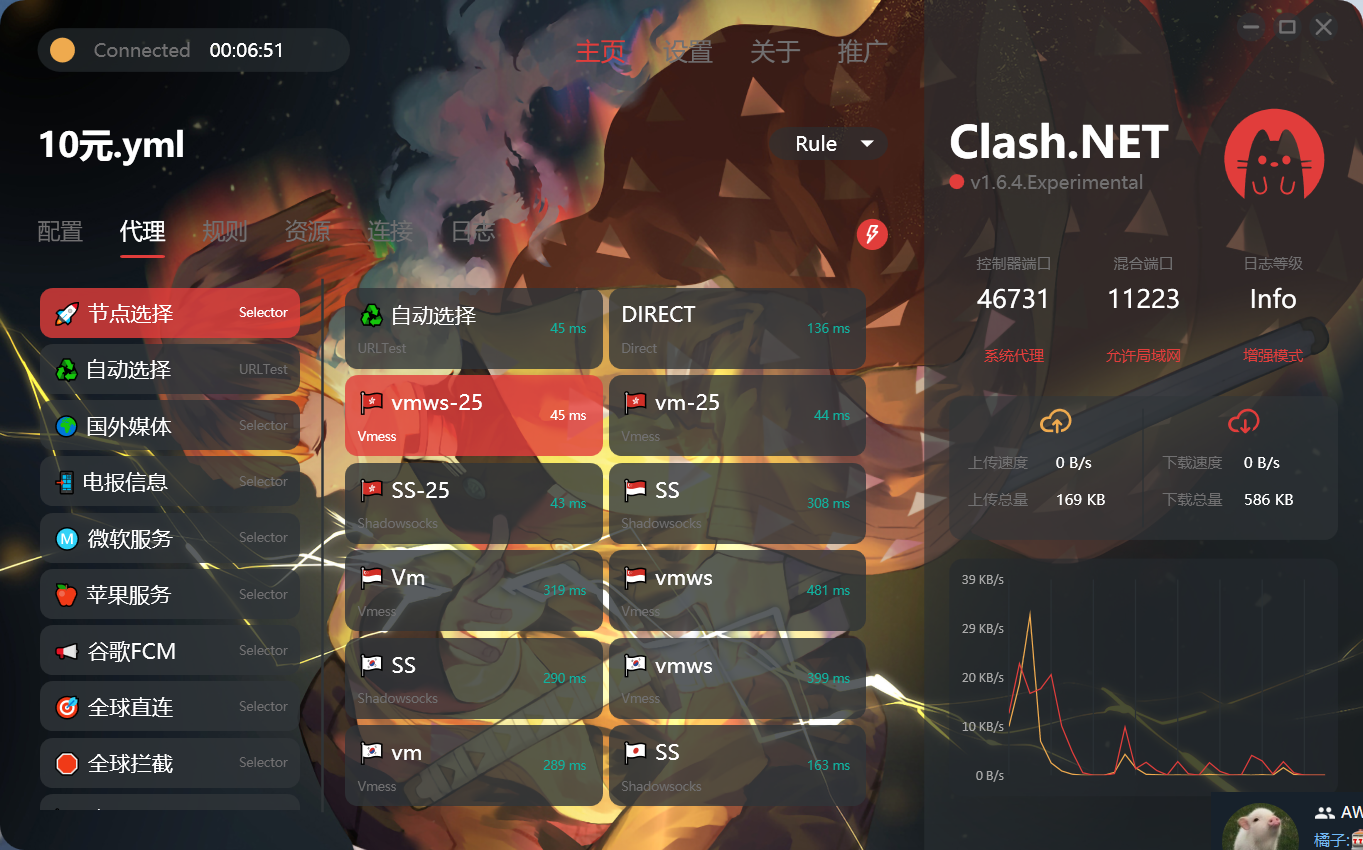 Connected 00:06:51
主页 设置 关于 推广
10元.yml
Rule
配置 代理 规则 资源 连接 日志
节点选择 Selector
自动选择 URLTest
国外媒体 Selector
电报信息 Selector
M 微软服务 Selector
苹果服务 Selector
谷歌FCM Selector
全球直连 Selector
全球拦截 Selector
自动选择 45 ms
URLTest
DIRECT 136 ms
Direct
vmws-25 45 ms
Vmess
vm-25 44 ms
Vmess
SS-25 43 ms
Shadowsocks
SS 308 ms
Shadowsocks
Vm 319 ms
Vmess
vmws 481 ms
Vmess
SS 290 ms
Shadowsocks
vmws 399 ms
Vmess
vm 289 ms
Vmess
SS 163 ms
Shadowsocks
Clash.NET
v1.6.4.Experimental
控制器端口 混合端口 日志等级
46731 11223 Info
系统代理 允许局域网 增强模式
上传速度 0 B/s 下载速度 0 B/s
上传总量 169 KB 下载总量 586 KB
39 KB/s
29 KB/s
20 KB/s
10 KB/s
0 B/s
AW
橘子: